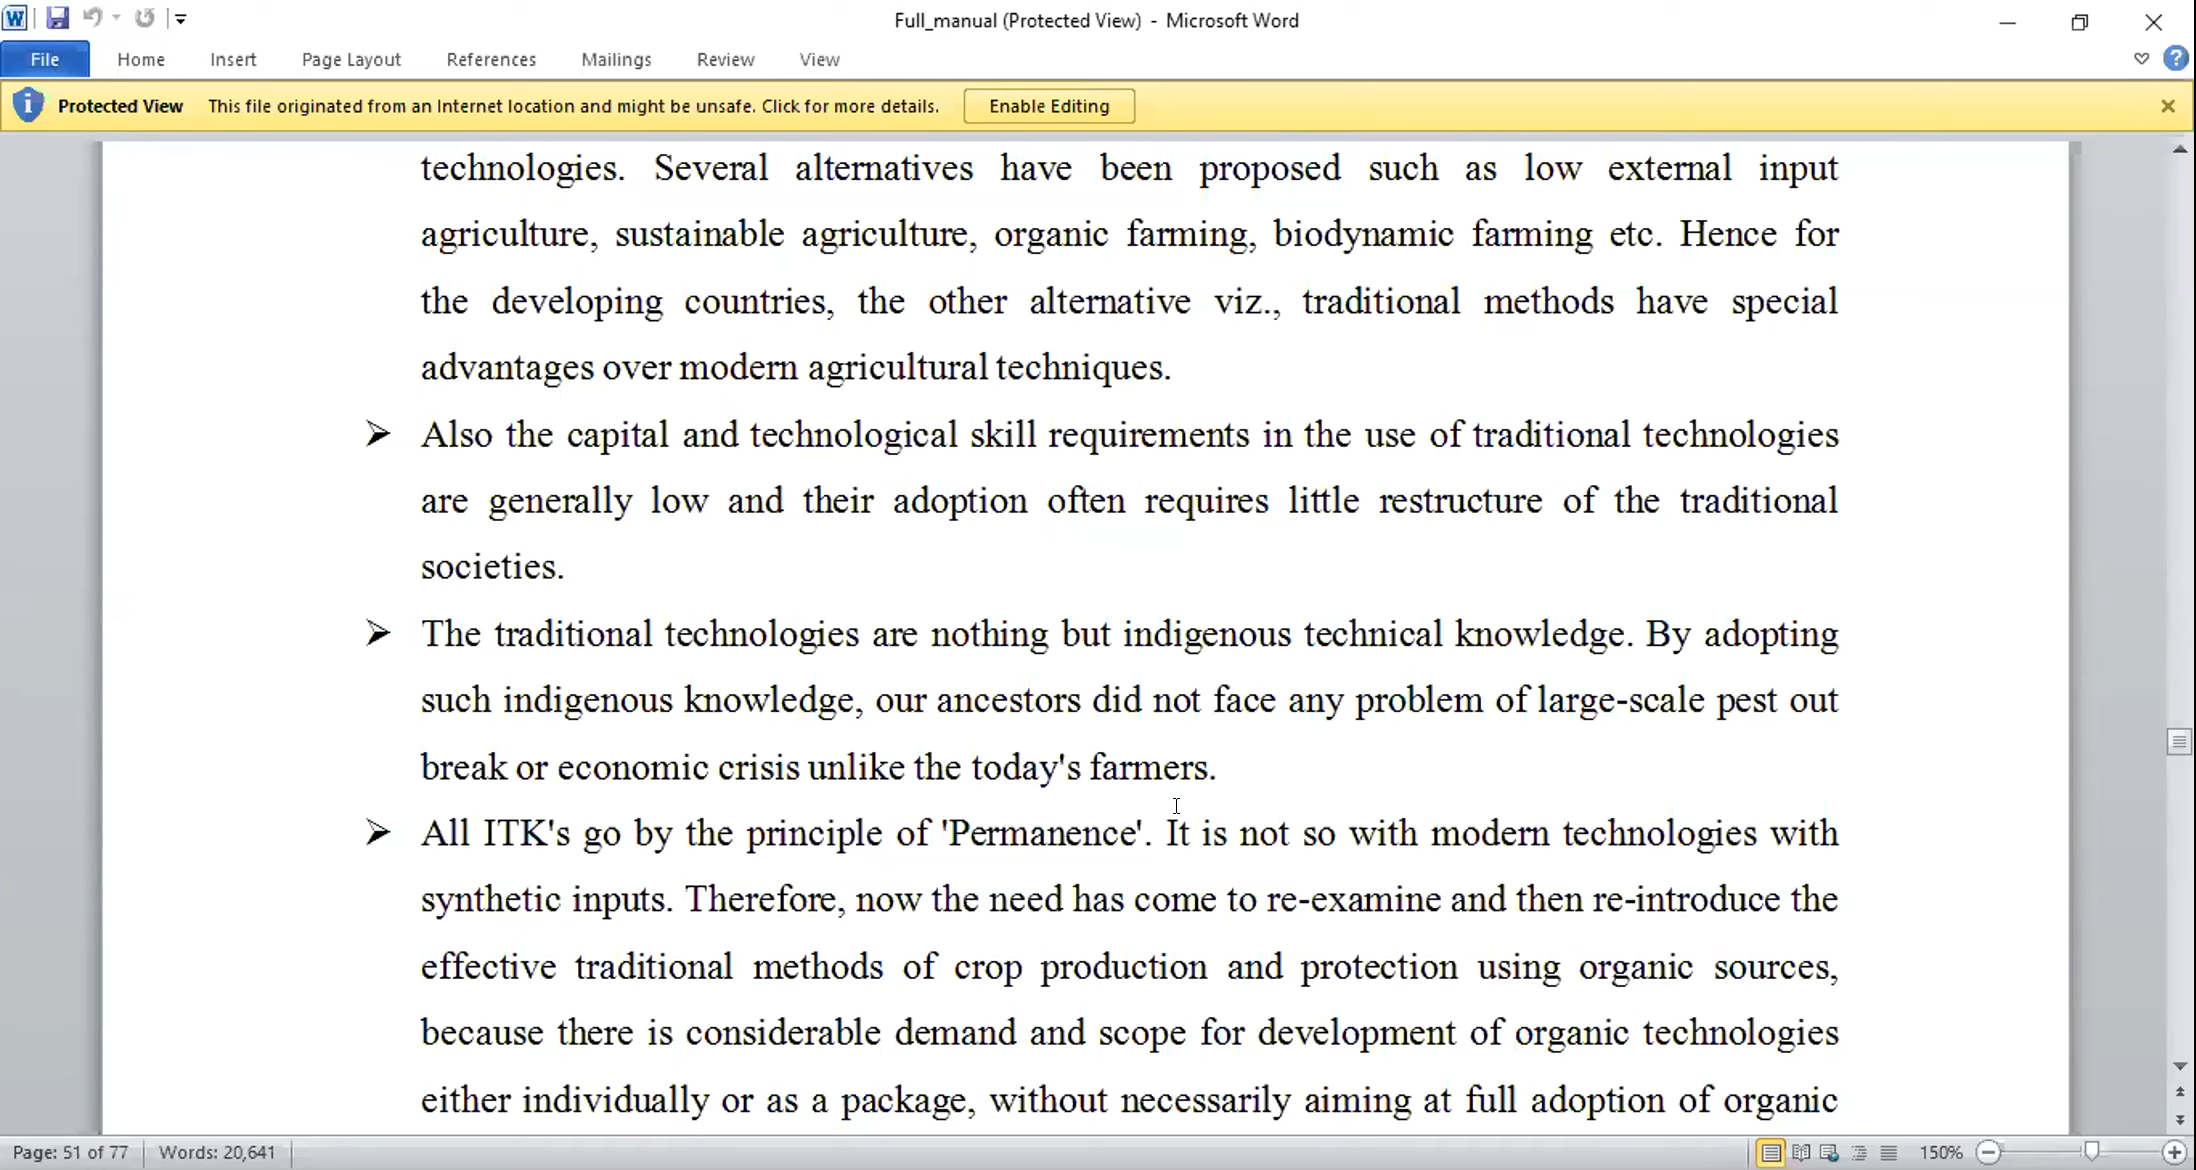 Full_manual (Protected View) - Microsoft Word
File Home Insert Page Layout References Mailings Review View
Protected View This file originated from an Internet location and might be unsafe. Click for more details. Enable Editing
technologies. Several alternatives have been proposed such as low external input
agriculture, sustainable agriculture, organic farming, biodynamic farming etc. Hence for
the developing countries, the other alternative viz., traditional methods have special
advantages over modern agricultural techniques.
➢ Also the capital and technological skill requirements in the use of traditional technologies
are generally low and their adoption often requires little restructure of the traditional
societies.
➢ The traditional technologies are nothing but indigenous technical knowledge. By adopting
such indigenous knowledge, our ancestors did not face any problem of large-scale pest out
break or economic crisis unlike the today's farmers.
➢ All ITK's go by the principle of 'Permanence'. It is not so with modern technologies with
synthetic inputs. Therefore, now the need has come to re-examine and then re-introduce the
effective traditional methods of crop production and protection using organic sources,
because there is considerable demand and scope for development of organic technologies
either individually or as a package, without necessarily aiming at full adoption of organic
Page: 51 of 77 Words: 20,641 150%